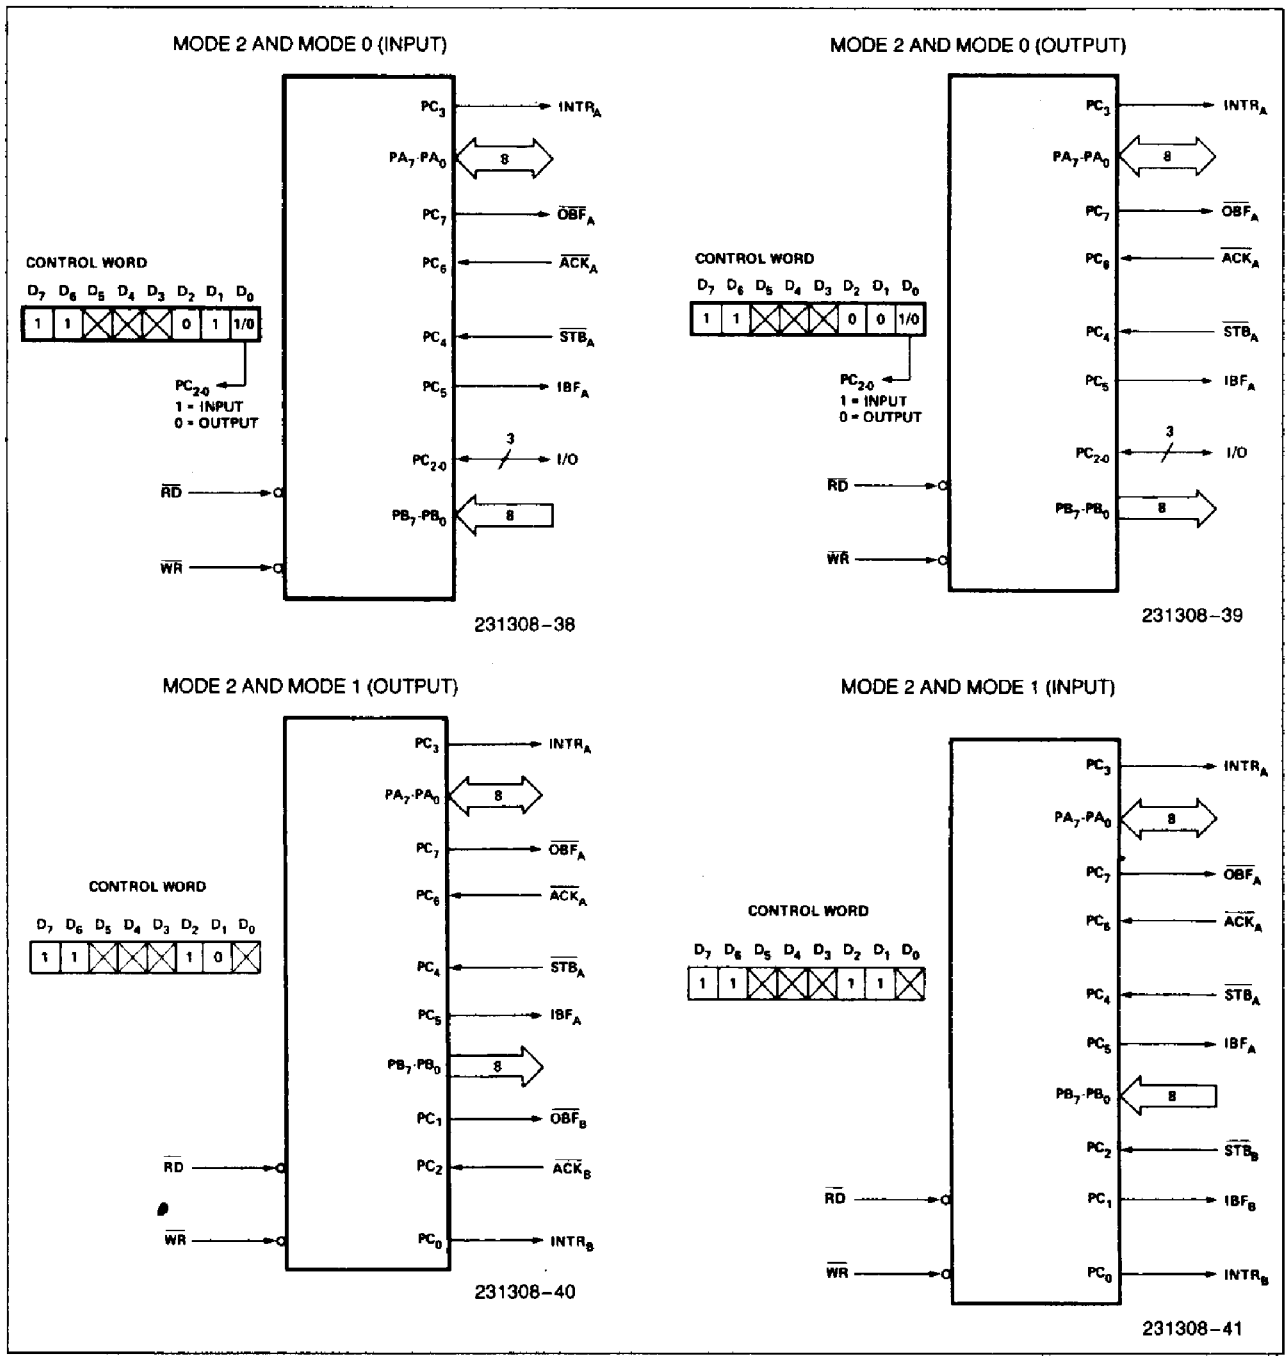 MODE 2 AND MODE 0 (INPUT)
PC3 INTRA
PA7-PA0 8
PC7 OBFA
PC6 ACKA
CONTROL WORD
D7 D6 D5 D4 D3 D2 D1 D0
1 1 0 1 1/0
PC4 STBA
PC2-0
1 = INPUT
0 = OUTPUT
PC5 IBFA
3
PC2-0 I/O
RD
PB7-PB0 8
WR
231308-38
MODE 2 AND MODE 0 (OUTPUT)
PC3 INTRA
PA7-PA0 8
PC7 OBFA
PC6 ACKA
CONTROL WORD
D7 D6 D5 D4 D3 D2 D1 D0
1 1 0 0 1/0
PC4 STBA
PC2-0
1 = INPUT
0 = OUTPUT
PC5 IBFA
3
PC2-0 I/O
RD
PB7-PB0 8
WR
231308-39
MODE 2 AND MODE 1 (OUTPUT)
PC3 INTRA
PA7-PA0 8
PC7 OBFA
CONTROL WORD
PC6 ACKA
D7 D6 D5 D4 D3 D2 D1 D0
1 1 1 0
PC4 STBA
PC5 IBFA
PB7-PB0 8
PC1 OBFB
RD
PC2 ACKB
WR
PC0 INTRB
231308-40
MODE 2 AND MODE 1 (INPUT)
PC3 INTRA
PA7-PA0 8
PC7 OBFA
CONTROL WORD
PC6 ACKA
D7 D6 D5 D4 D3 D2 D1 D0
1 1 1 1
PC4 STBA
PC5 IBFA
PB7-PB0 8
PC2 STBB
RD
PC1 IBFB
WR
PC0 INTRB
231308-41